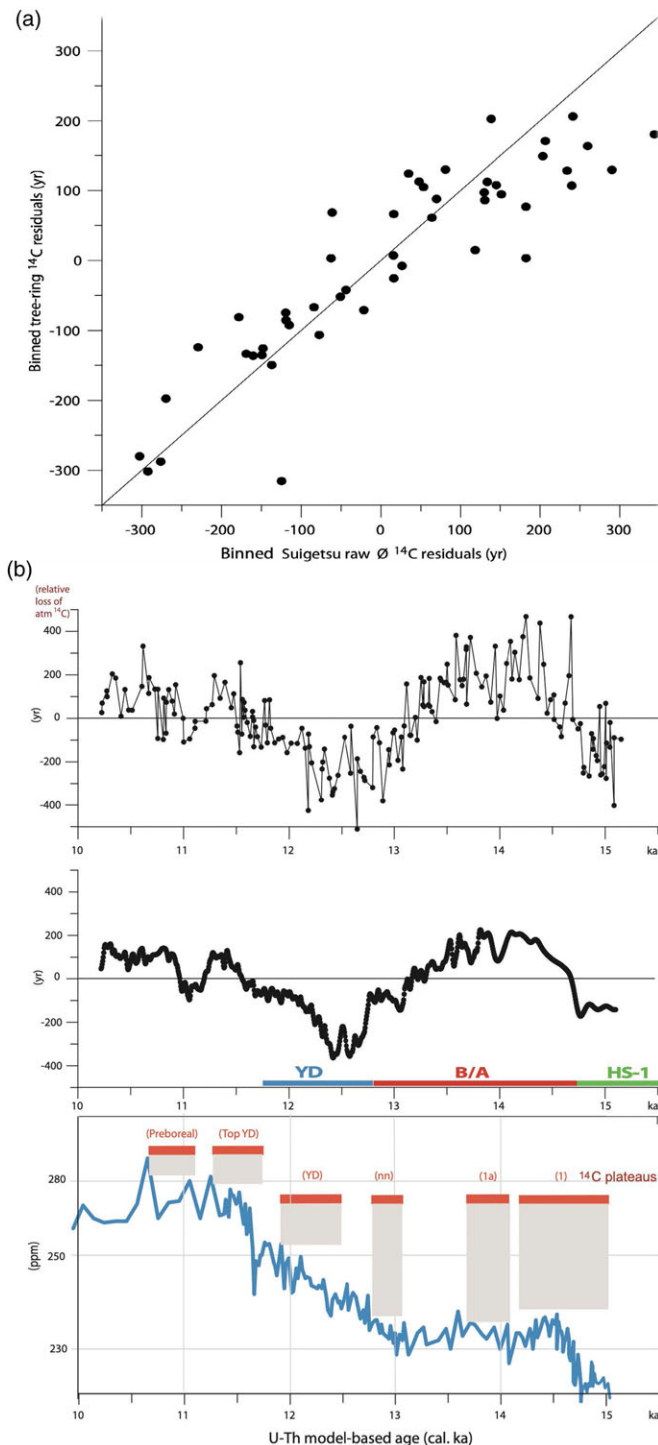 (a)
300
200
100
0
-100
-200
-300
Binned tree-ring ¹⁴C residuals (yr)
-300 -200 -100 0 100 200 300
Binned Suigetsu raw Ø ¹⁴C residuals (yr)
(b)
(relative
loss of
atm ¹⁴C)
400
200
0
-200
-400
(yr)
10 11 12 13 14 15 ka
400
200
0
-200
-400
(yr)
YD B/A HS-1
10 11 12 13 14 15 ka
(Preboreal) (Top YD) (YD) (nn) (1a) (1) ¹⁴C plateaus
280
250
230
(ppm)
10 11 12 13 14 15 ka
U-Th model-based age (cal. ka)